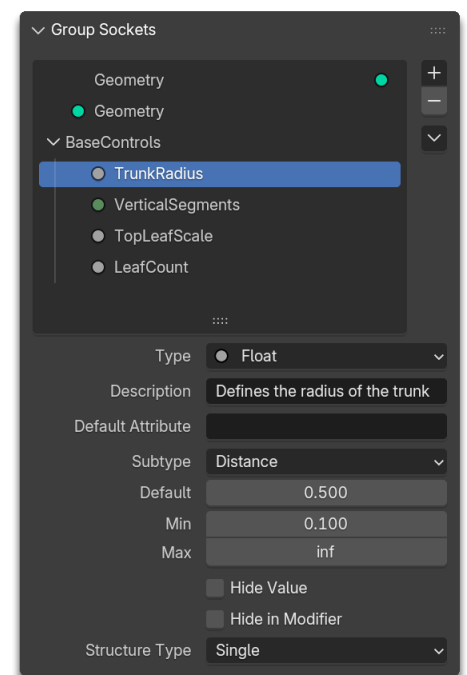 Group Sockets
Geometry
Geometry
BaseControls
TrunkRadius
VerticalSegments
TopLeafScale
LeafCount
Type Float
Description Defines the radius of the trunk
Default Attribute
Subtype Distance
Default 0.500
Min 0.100
Max inf
Hide Value
Hide in Modifier
Structure Type Single